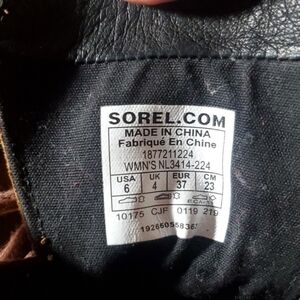 SOREL.COM
MADE IN CHINA
Fabriqué En Chine
1877211224
WMN'S NL3414-224
USA UK EUR CM
6 4 37 23
10175 CJF 0119 219